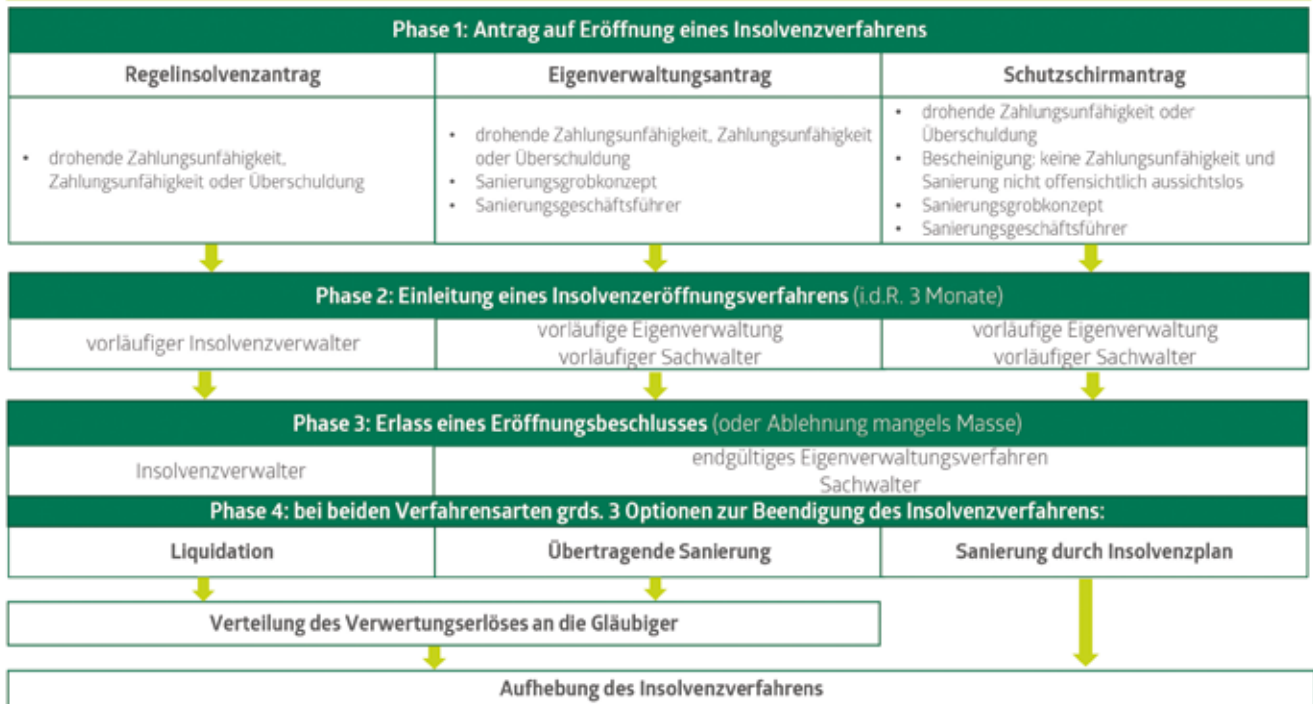 Phase 1: Antrag auf Eröffnung eines Insolvenzverfahrens
Regelinsolvenzantrag
Eigenverwaltungsantrag
Schutzschirmantrag
• drohende Zahlungsunfähigkeit,
Zahlungsunfähigkeit oder Überschuldung
• drohende Zahlungsunfähigkeit, Zahlungsunfähigkeit
oder Überschuldung
• Sanierungsgrobkonzept
• Sanierungsgeschäftsführer
• drohende Zahlungsunfähigkeit oder
Überschuldung
• Bescheinigung: keine Zahlungsunfähigkeit und
Sanierung nicht offensichtlich aussichtslos
• Sanierungsgrobkonzept
• Sanierungsgeschäftsführer
Phase 2: Einleitung eines Insolvenzeröffnungsverfahrens (i.d.R. 3 Monate)
vorläufiger Insolvenzverwalter
vorläufige Eigenverwaltung
vorläufiger Sachwalter
vorläufige Eigenverwaltung
vorläufiger Sachwalter
Phase 3: Erlass eines Eröffnungsbeschlusses (oder Ablehnung mangels Masse)
Insolvenzverwalter
endgültiges Eigenverwaltungsverfahren
Sachwalter
Phase 4: bei beiden Verfahrensarten grds. 3 Optionen zur Beendigung des Insolvenzverfahrens:
Liquidation
Übertragende Sanierung
Sanierung durch Insolvenzplan
Verteilung des Verwertungserlöses an die Gläubiger
Aufhebung des Insolvenzverfahrens